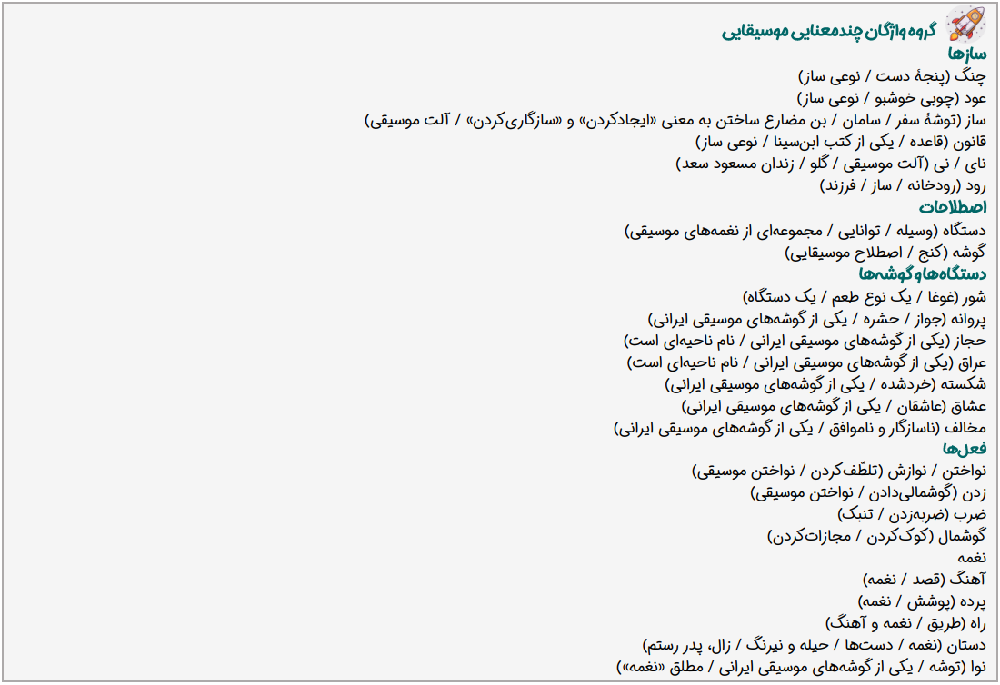 گروه واژگان چندمعنایی موسیقایی
سازها
چنگ (پنجهٔ دست / نوعی ساز)
عود (چوبی خوشبو / نوعی ساز)
ساز (توشهٔ سفر / سامان / بن مضارع ساختن به معنی «ایجادکردن» و «سازگاری‌کردن» / آلت موسیقی)
قانون (قاعده / یکی از کتب ابن‌سینا / نوعی ساز)
نای / نی (آلت موسیقی / گلو / زندان مسعود سعد)
رود (رودخانه / ساز / فرزند)
اصطلاحات
دستگاه (وسیله / توانایی / مجموعه‌ای از نغمه‌های موسیقی)
گوشه (کنج / اصطلاح موسیقایی)
دستگاه‌ها و گوشه‌ها
شور (غوغا / یک نوع طعم / یک دستگاه)
پروانه (جواز / حشره / یکی از گوشه‌های موسیقی ایرانی)
حجاز (یکی از گوشه‌های موسیقی ایرانی / نام ناحیه‌ای است)
عراق (یکی از گوشه‌های موسیقی ایرانی / نام ناحیه‌ای است)
شکسته (خردشده / یکی از گوشه‌های موسیقی ایرانی)
عشاق (عاشقان / یکی از گوشه‌های موسیقی ایرانی)
مخالف (ناسازگار و ناموافق / یکی از گوشه‌های موسیقی ایرانی)
فعل‌ها
نواختن / نوازش (تلطّف‌کردن / نواختن موسیقی)
زدن (گوشمالی‌دادن / نواختن موسیقی)
ضرب (ضربه‌زدن / تنبک)
گوشمال (کوک‌کردن / مجازات‌کردن)
نغمه
آهنگ (قصد / نغمه)
پرده (پوشش / نغمه)
راه (طریق / نغمه و آهنگ)
دستان (نغمه / دست‌ها / حیله و نیرنگ / زال، پدر رستم)
نوا (توشه / یکی از گوشه‌های موسیقی ایرانی / مطلق «نغمه»)